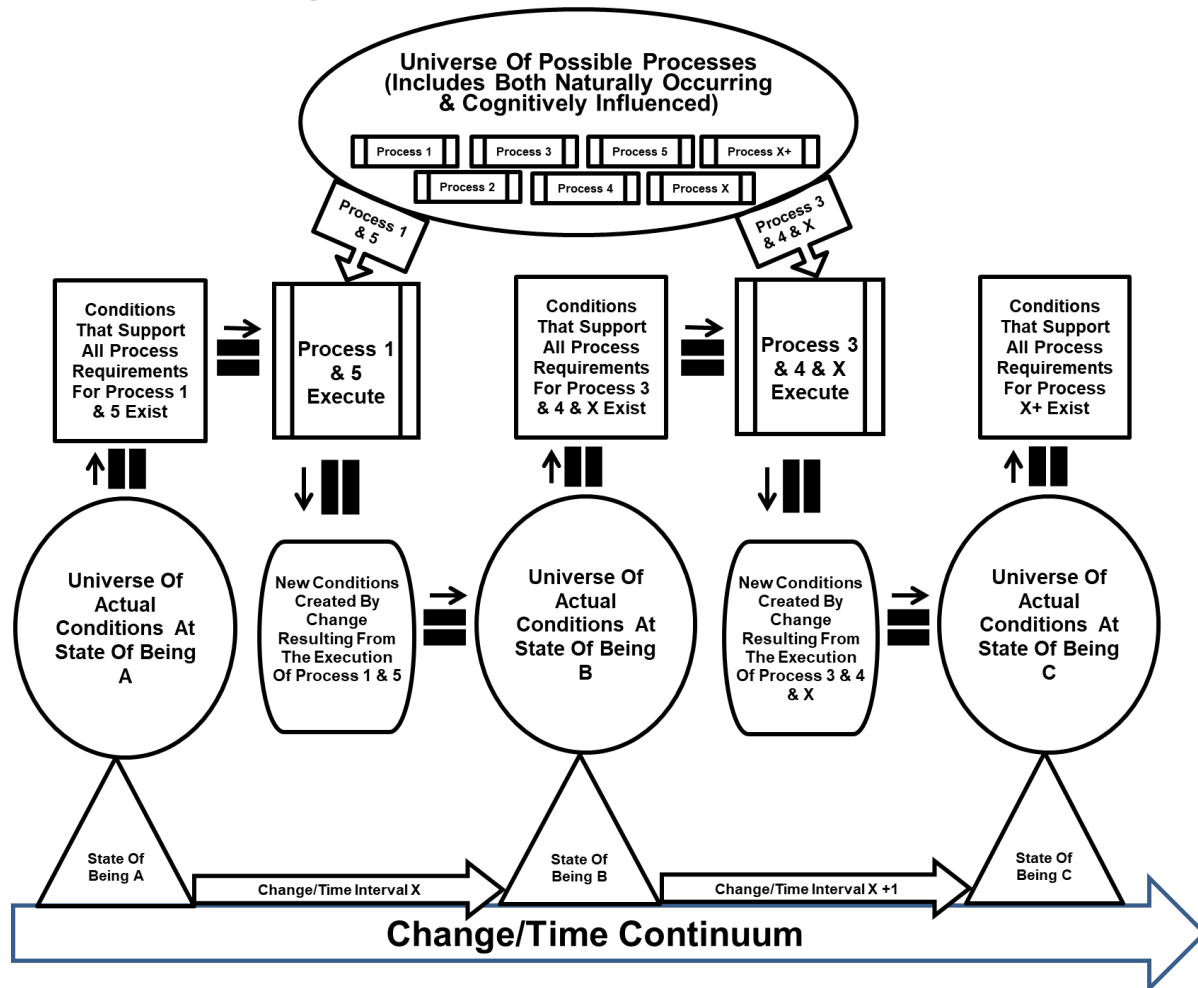 Universe Of Possible Processes
(Includes Both Naturally Occurring
& Cognitively Influenced)
Process 1
Process 3
Process 5
Process X+
Process 2
Process 4
Process X
Process 1
& 5
Process 3
& 4 & X
Conditions
That Support
All Process
Requirements
For Process 1
& 5 Exist
Process 1
& 5
Execute
Conditions
That Support
All Process
Requirements
For Process 3
& 4 & X Exist
Process 3
& 4 & X
Execute
Conditions
That Support
All Process
Requirements
For Process
X+ Exist
Universe Of
Actual
Conditions At
State Of Being
A
New Conditions
Created By
Change
Resulting From
The Execution
Of Process 1 & 5
Universe Of
Actual
Conditions At
State Of Being
B
New Conditions
Created By
Change
Resulting From
The Execution
Of Process 3 & 4
& X
Universe Of
Actual
Conditions At
State Of Being
C
State Of
Being A
Change/Time Interval X
State Of
Being B
Change/Time Interval X +1
State Of
Being C
Change/Time Continuum